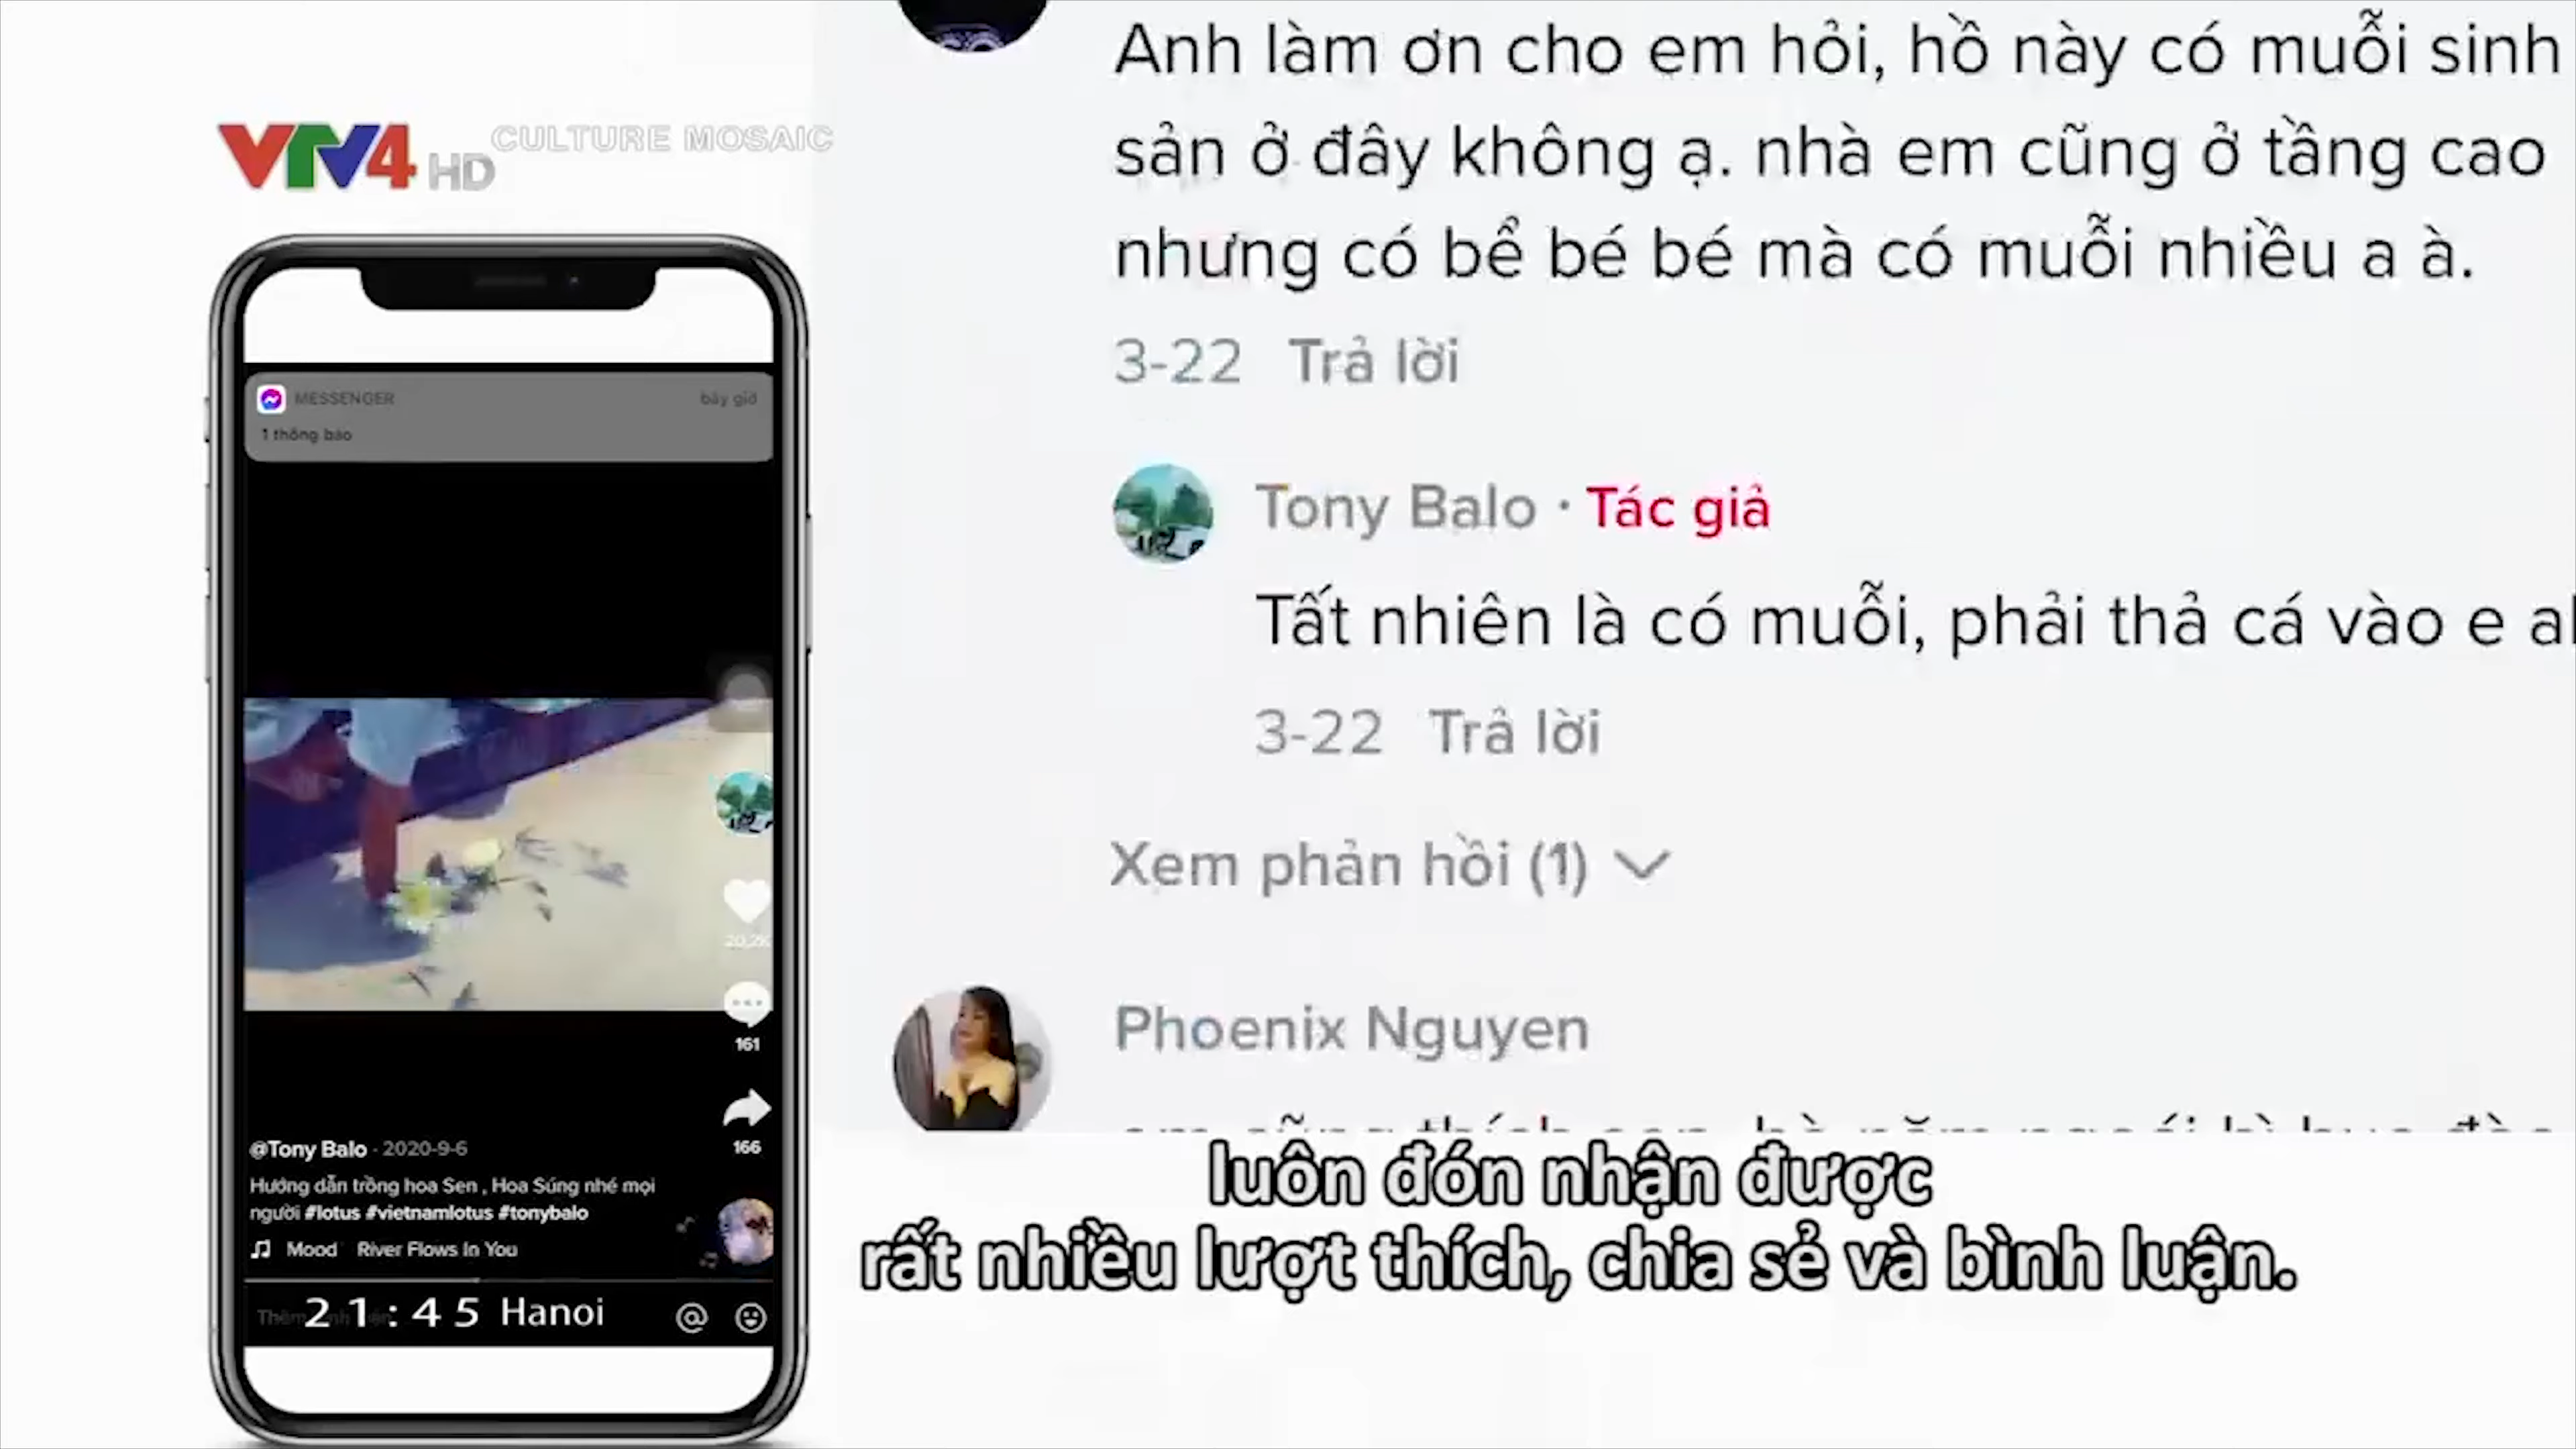 VTV4 HD
CULTURE MOSAIC
MESSENGER
bây giờ
1 thông báo
20,2K
161
166
@Tony Balo · 2020-9-6
Hướng dẫn trồng hoa Sen , Hoa Súng nhé mọi
người #lotus #vietnamlotus #tonybalo
Mood River Flows In You
21:45 Hanoi
Anh làm ơn cho em hỏi, hồ này có muỗi sinh
sản ở đây không ạ. nhà em cũng ở tầng cao
nhưng có bể bé bé mà có muỗi nhiều a à.
3-22 Trả lời
Tony Balo · Tác giả
Tất nhiên là có muỗi, phải thả cá vào e
3-22 Trả lời
Xem phản hồi (1)
Phoenix Nguyen
luôn đón nhận được
rất nhiều lượt thích, chia sẻ và bình luận.